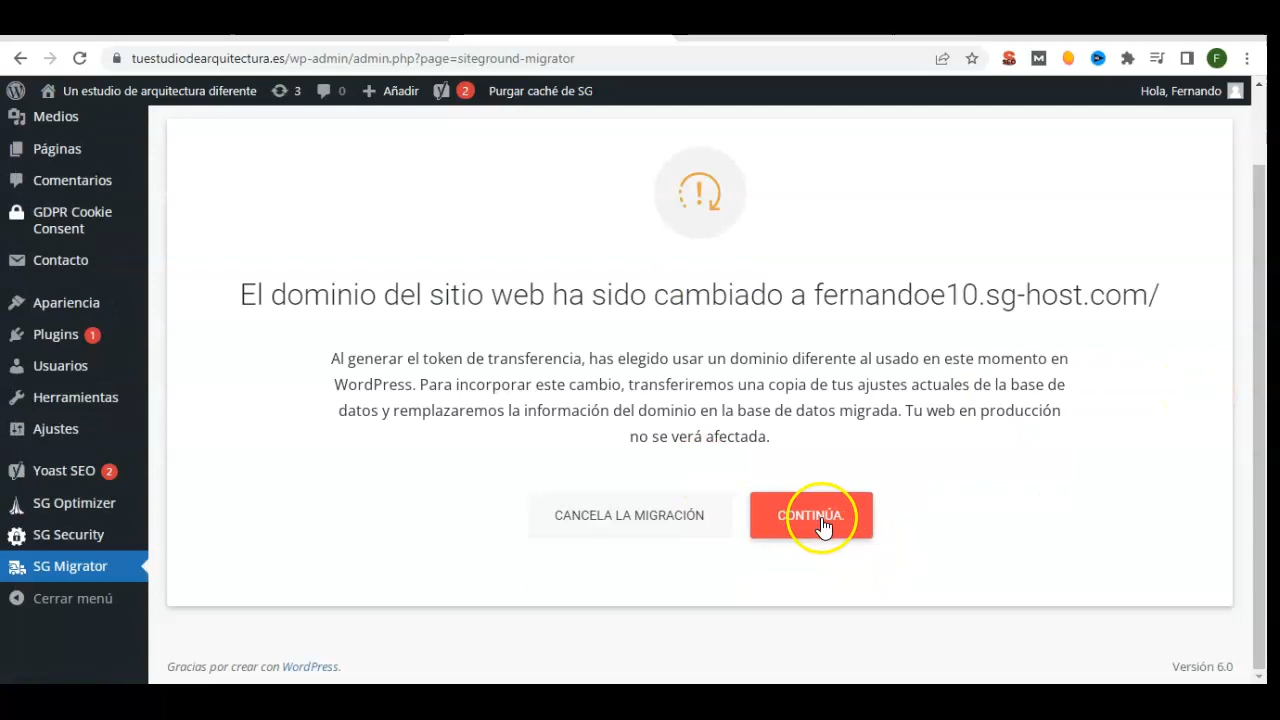 tuestudiodearquitectura.es/wp-admin/admin.php?page=siteground-migrator
F
Un estudio de arquitectura diferente 3 0 Añadir 2 Purgar caché de SG Hola, Fernando
Medios
Páginas
Comentarios
GDPR Cookie
Consent
Contacto
Apariencia
Plugins 1
Usuarios
Herramientas
Ajustes
Yoast SEO 2
SG Optimizer
SG Security
SG Migrator
Cerrar menú
El dominio del sitio web ha sido cambiado a fernandoe10.sg-host.com/
Al generar el token de transferencia, has elegido usar un dominio diferente al usado en este momento en
WordPress. Para incorporar este cambio, transferiremos una copia de tus ajustes actuales de la base de
datos y remplazaremos la información del dominio en la base de datos migrada. Tu web en producción
no se verá afectada.
CANCELA LA MIGRACIÓN
CONTINÚA.
Gracias por crear con WordPress.
Versión 6.0